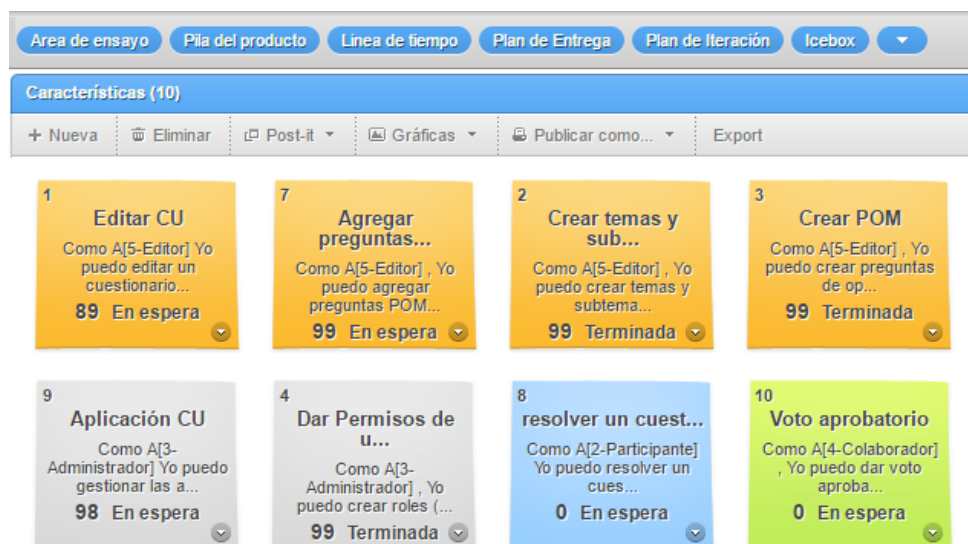 Area de ensayo Pila del producto Linea de tiempo Plan de Entrega Plan de Iteración Icebox
Características (10)
+ Nueva Eliminar Post-it Gráficas Publicar como... Export
1
Editar CU
Como A[5-Editor] Yo
puedo editar un
cuestionario...
89 En espera
7
Agregar
preguntas...
Como A[5-Editor] , Yo
puedo agregar
preguntas POM...
99 En espera
2
Crear temas y
sub...
Como A[5-Editor] , Yo
puedo crear temas y
subtema...
99 Terminada
3
Crear POM
Como A[5-Editor] , Yo
puedo crear preguntas
de op...
99 Terminada
9
Aplicación CU
Como A[3-
Administrador] Yo puedo
gestionar las a...
98 En espera
4
Dar Permisos de
u...
Como A[3-
Administrador] , Yo
puedo crear roles (...
99 Terminada
8
resolver un cuest...
Como A[2-Participante]
Yo puedo resolver un
cues...
0 En espera
10
Voto aprobatorio
Como A[4-Colaborador]
, Yo puedo dar voto
aproba...
0 En espera